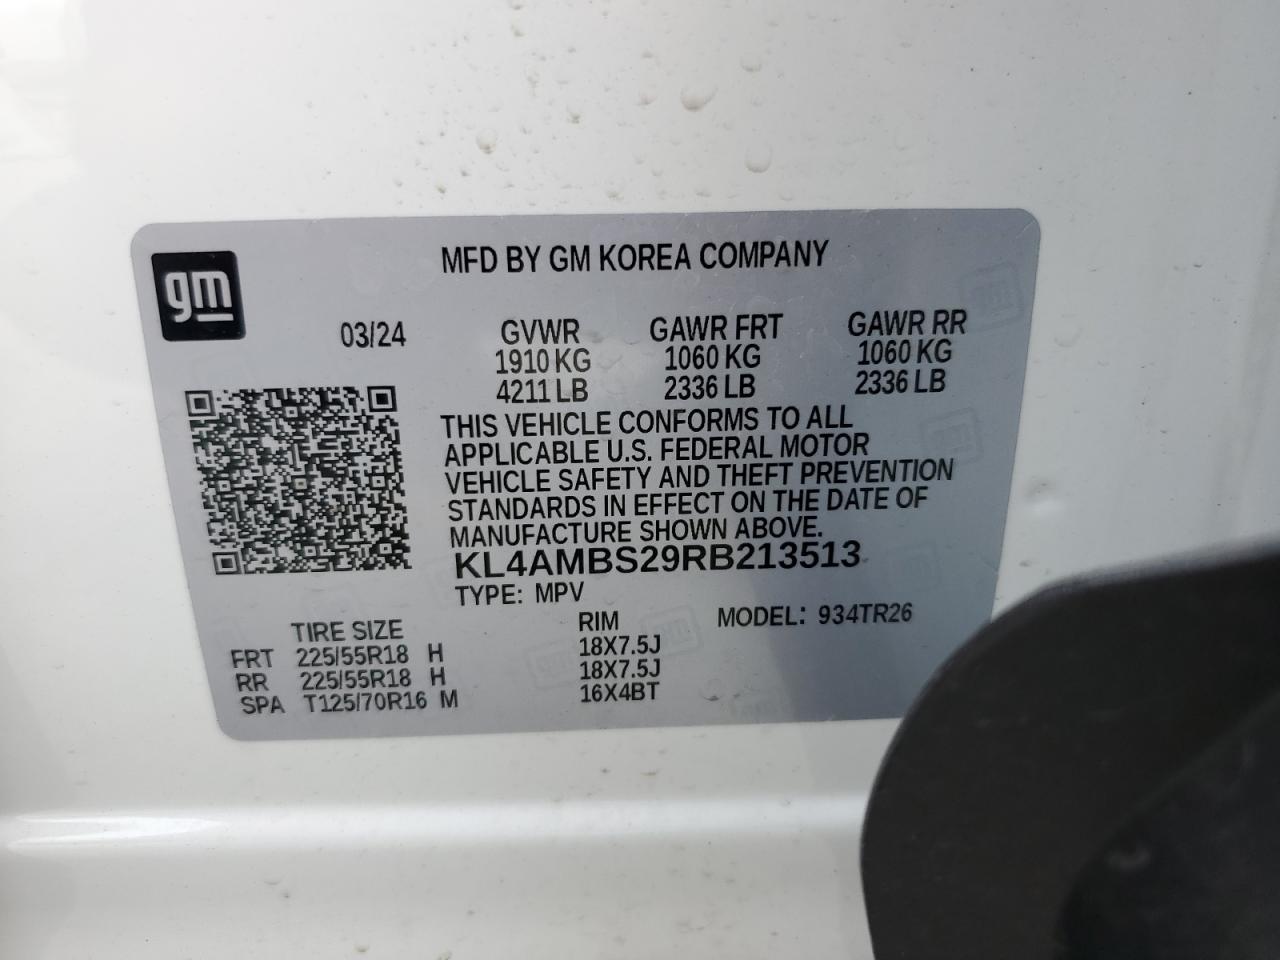 MFD BY GM KOREA COMPANY
gm
03/24
GVWR GAWR FRT GAWR RR
1910 KG 1060 KG 1060 KG
4211 LB 2336 LB 2336 LB
THIS VEHICLE CONFORMS TO ALL
APPLICABLE U.S. FEDERAL MOTOR
VEHICLE SAFETY AND THEFT PREVENTION
STANDARDS IN EFFECT ON THE DATE OF
MANUFACTURE SHOWN ABOVE.
KL4AMBS29RB213513
TYPE: MPV
TIRE SIZE RIM MODEL: 934TR26
FRT 225/55R18 H 18X7.5J
RR 225/55R18 H 18X7.5J
SPA T125/70R16 M 16X4BT